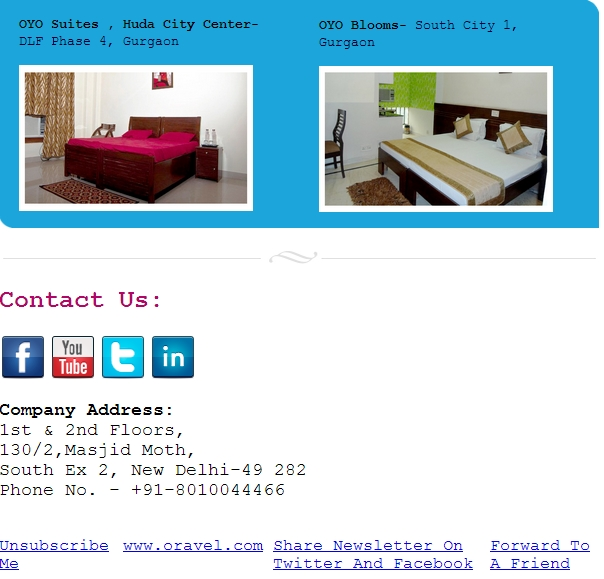 OYO Suites , Huda City Center-
DLF Phase 4, Gurgaon
OYO Blooms- South City 1,
Gurgaon
Contact Us:
f
You
Tube
t
in
Company Address:
1st & 2nd Floors,
130/2,Masjid Moth,
South Ex 2, New Delhi-49 282
Phone No. - +91-8010044466
Unsubscribe
Me
www.oravel.com
Share Newsletter On
Twitter And Facebook
Forward To
A Friend